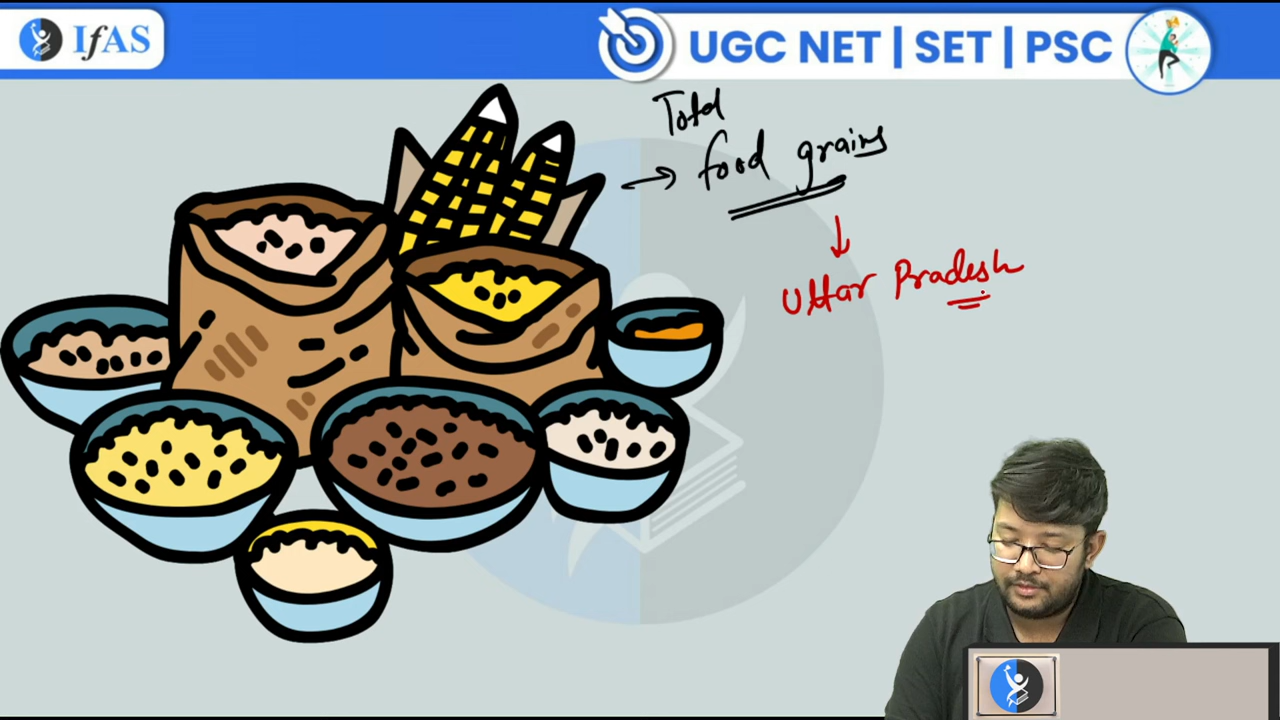 IfAS
UGC NET | SET | PSC
Total
→ food grains
↓
Uttar Pradesh